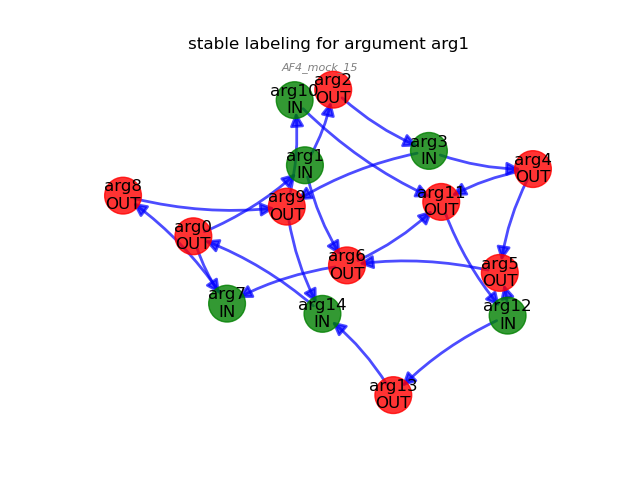 stable labeling for argument arg1
AF4_mock_15
arg2
OUT
arg10
IN
arg3
IN
arg1
IN
arg4
OUT
arg8
OUT
arg11
OUT
arg9
OUT
arg0
OUT
arg6
OUT
arg5
OUT
arg7
IN
arg14
IN
arg12
IN
arg13
OUT